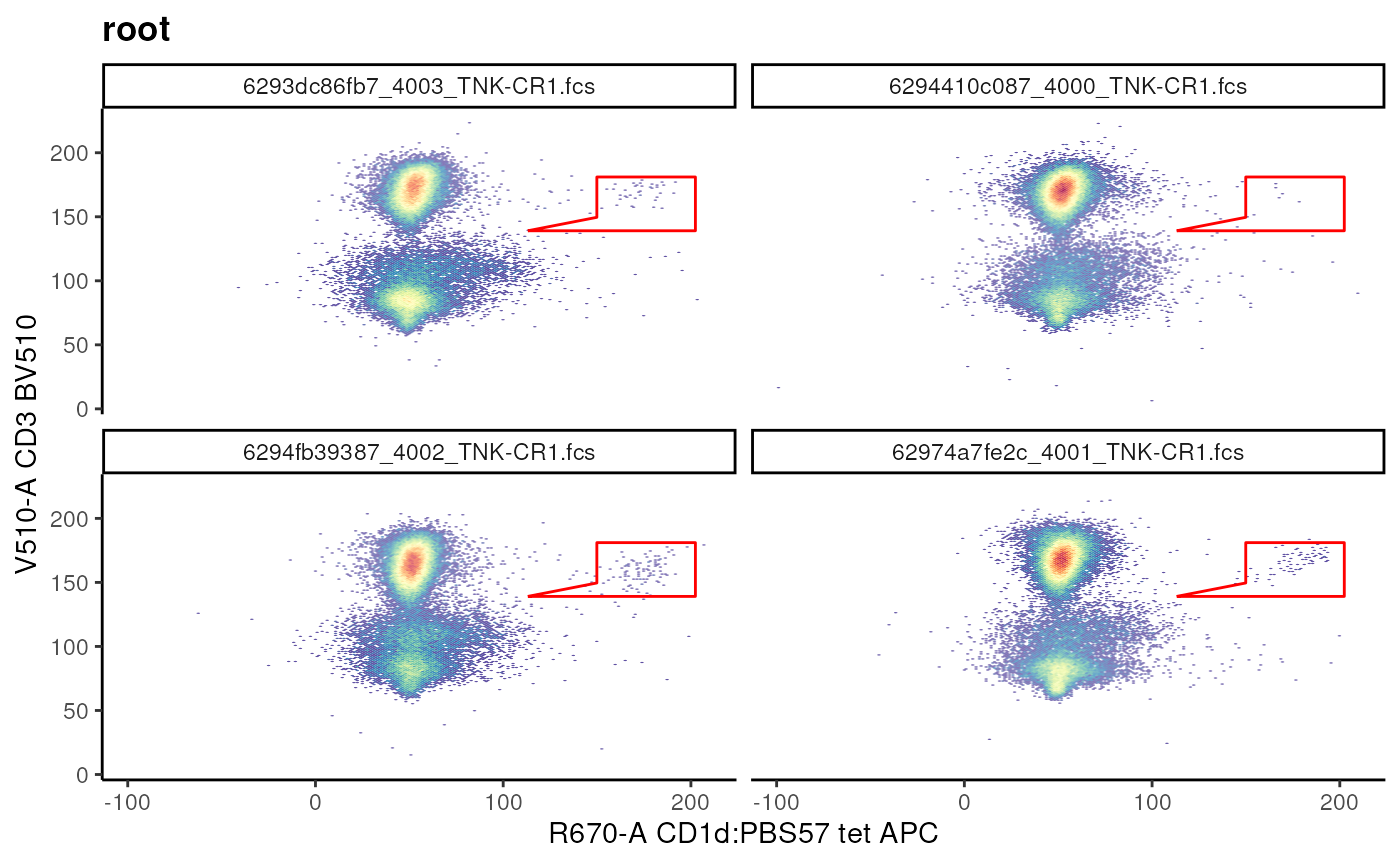 root
6293dc86fb7_4003_TNK-CR1.fcs
6294410c087_4000_TNK-CR1.fcs
200
150
100
50
0
V510-A CD3 BV510
6294fb39387_4002_TNK-CR1.fcs
62974a7fe2c_4001_TNK-CR1.fcs
200
150
100
50
0
-100 0 100 200
-100 0 100 200
R670-A CD1d:PBS57 tet APC